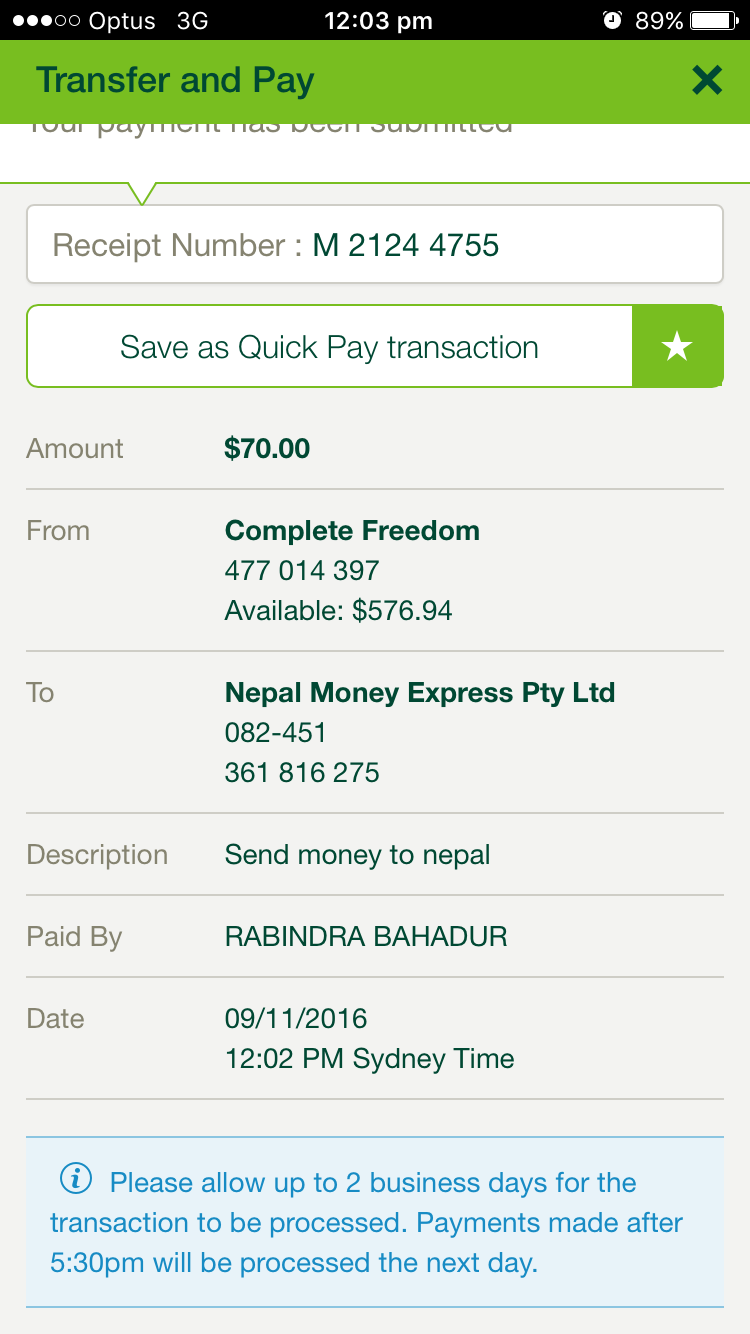 Optus 3G 12:03 pm 89%
Transfer and Pay
Your payment has been submitted
Receipt Number : M 2124 4755
Save as Quick Pay transaction
Amount $70.00
From Complete Freedom
477 014 397
Available: $576.94
To Nepal Money Express Pty Ltd
082-451
361 816 275
Description Send money to nepal
Paid By RABINDRA BAHADUR
Date 09/11/2016
12:02 PM Sydney Time
Please allow up to 2 business days for the
transaction to be processed. Payments made after
5:30pm will be processed the next day.